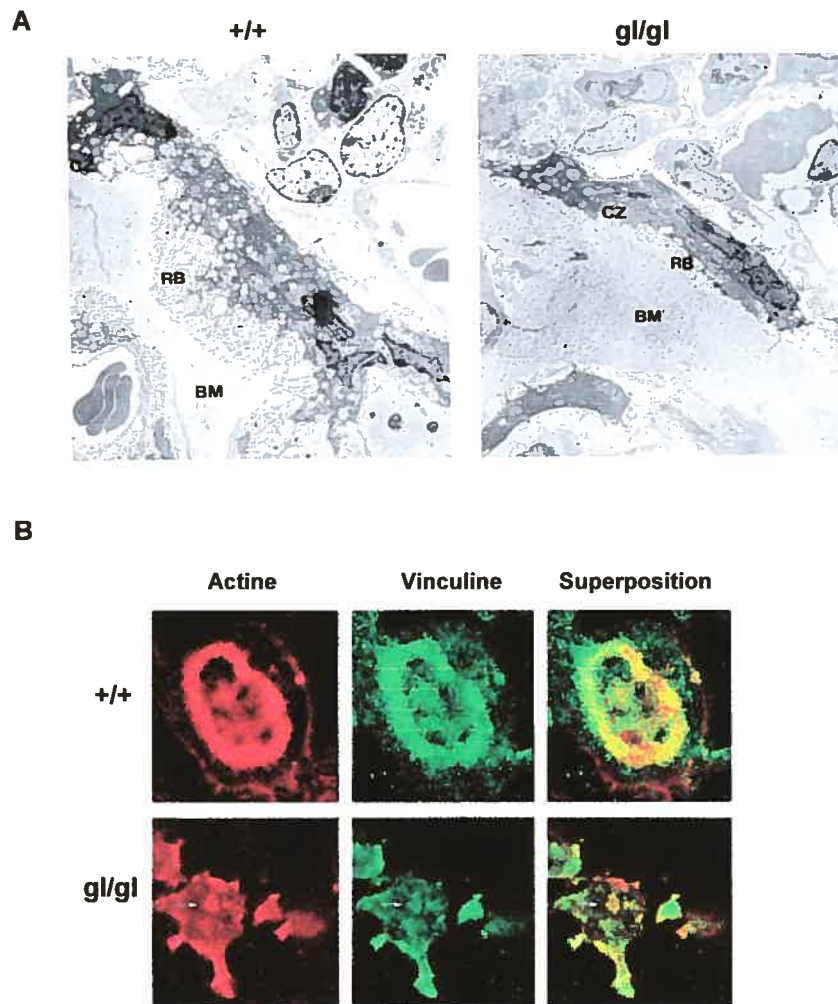 A
+/+ gl/gl
CZ
RB RB
BM'
BM
B
Actine Vinculine Superposition
+/+
gl/gl